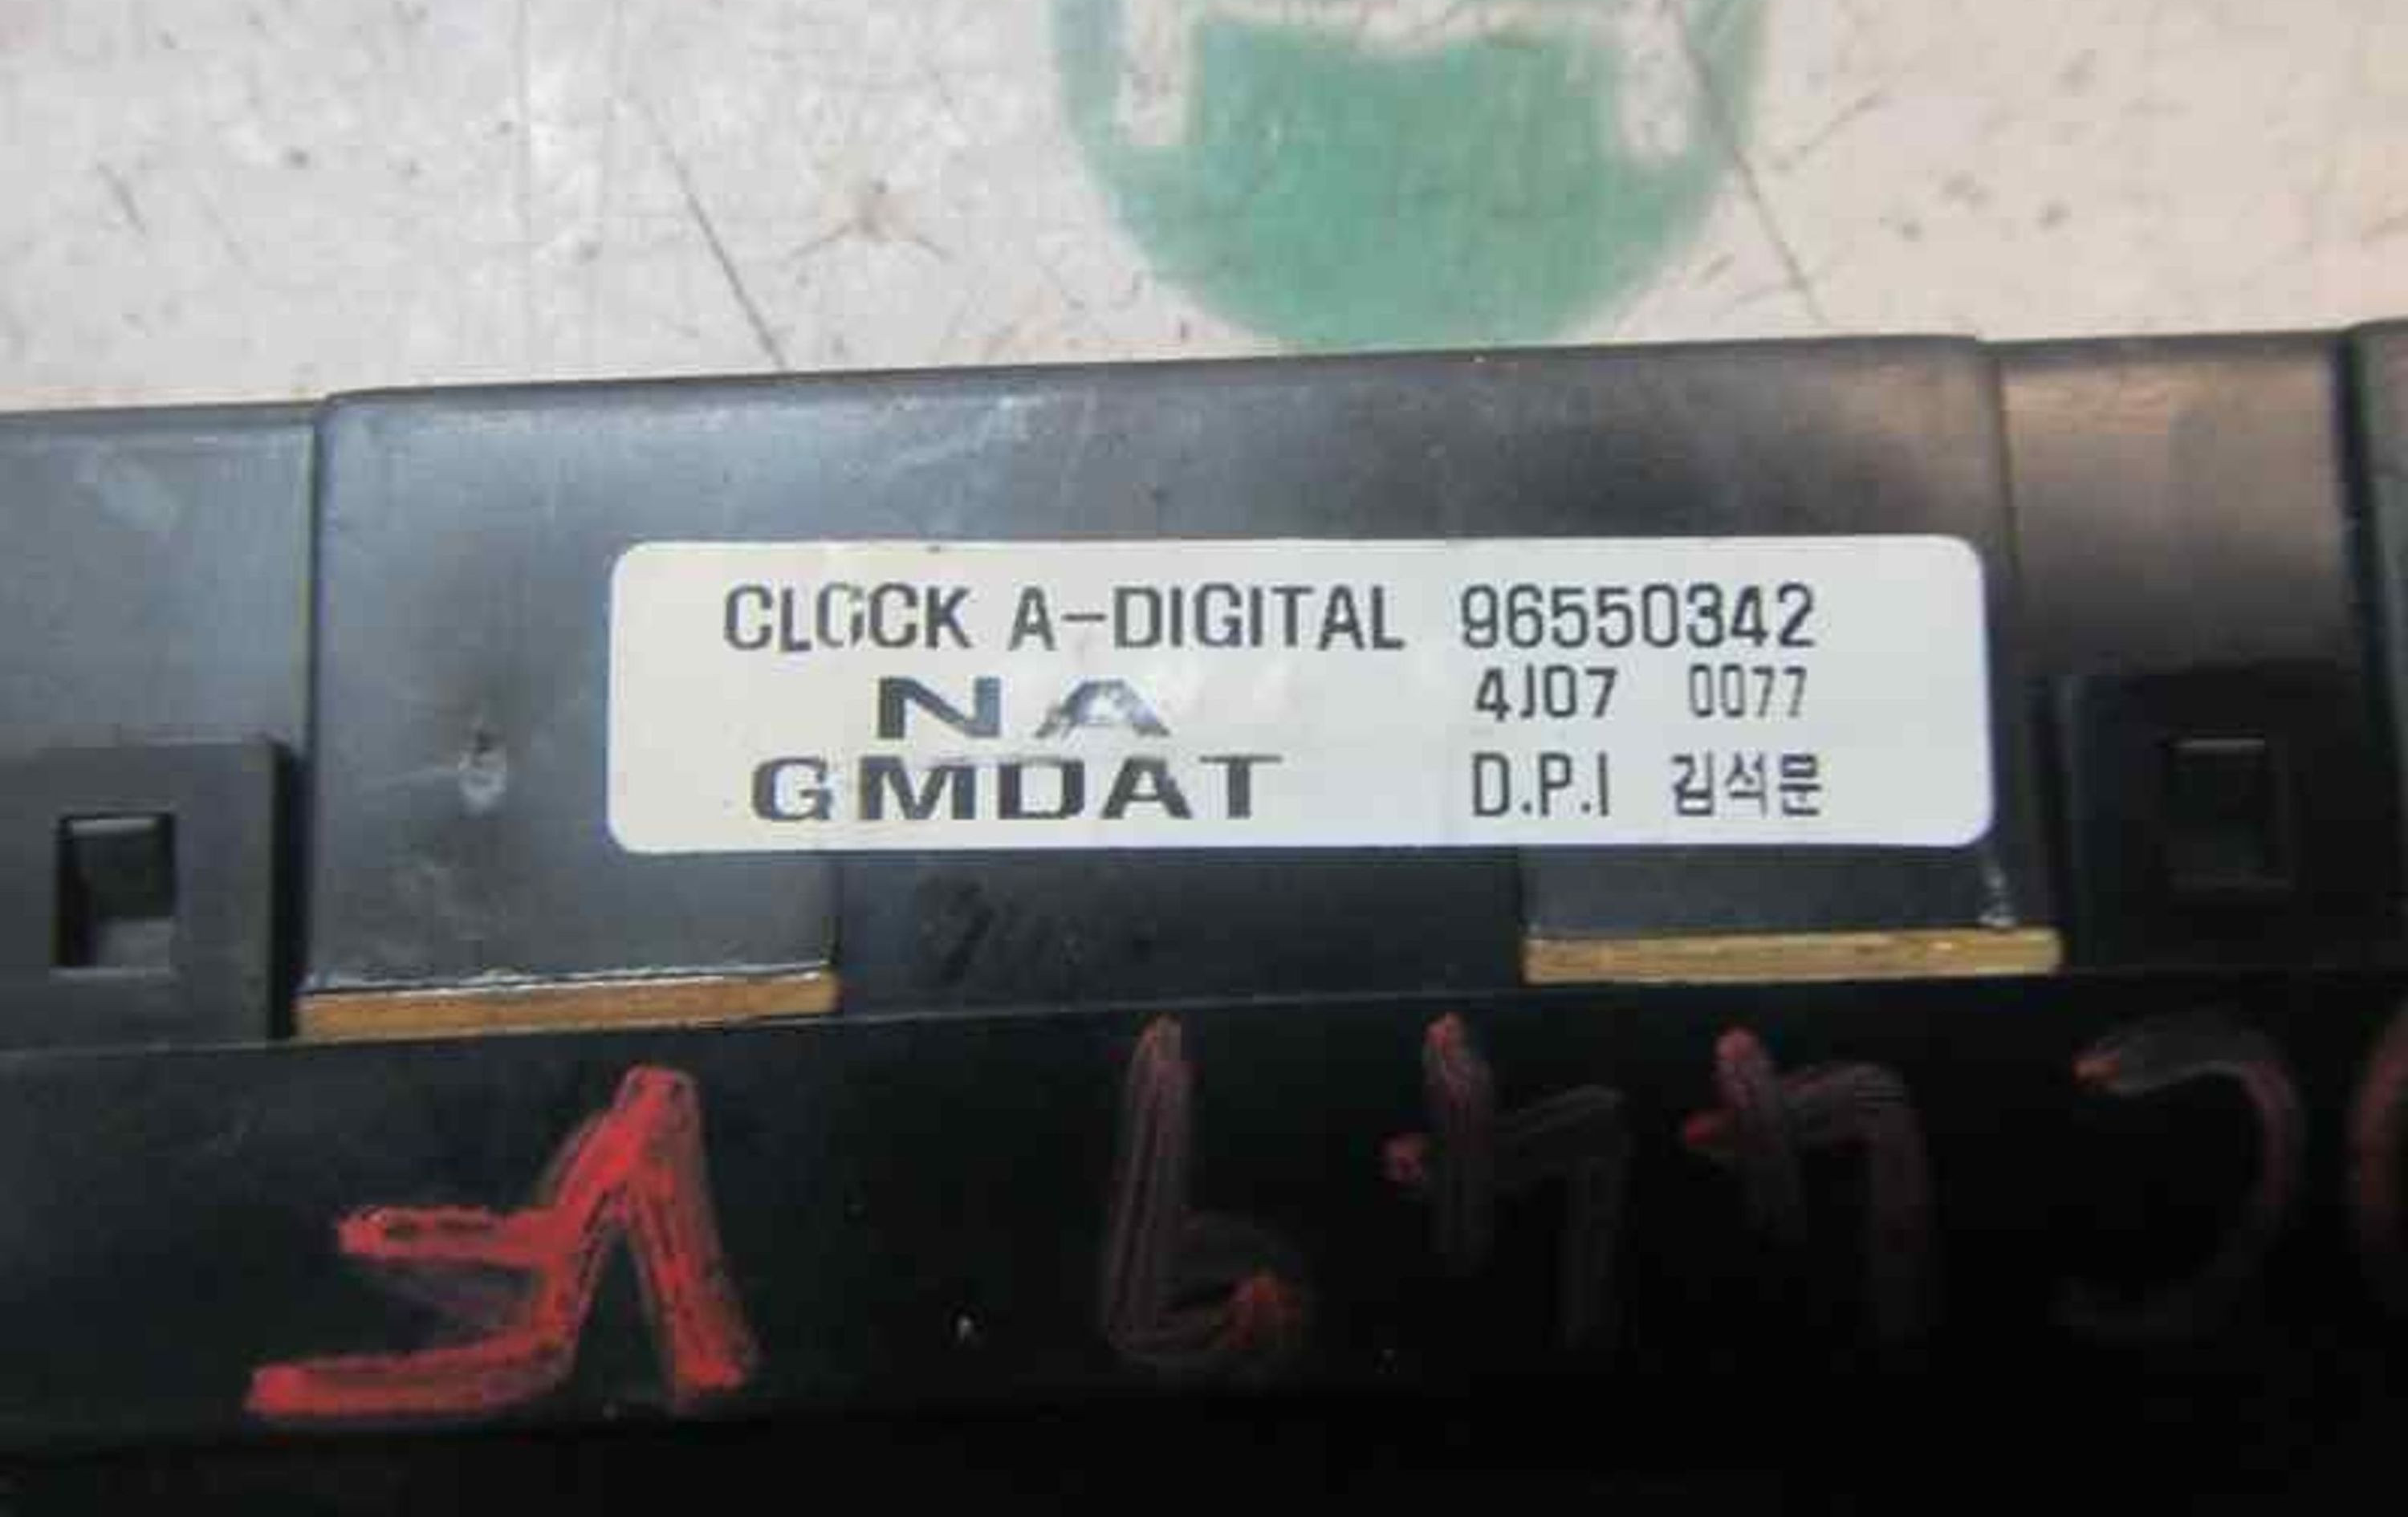 CLOCK A-DIGITAL 96550342
NA 4J07 0077
GMDAT D.P.I 김석문